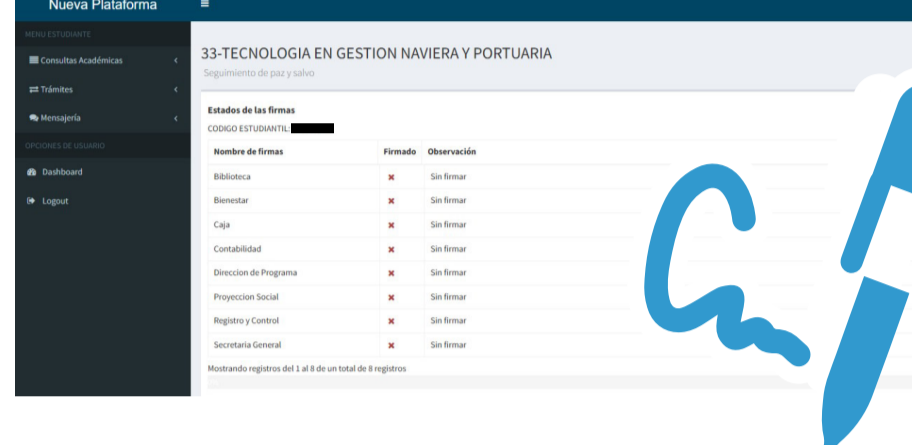 Nueva Plataforma
MENU ESTUDIANTE
Consultas Académicas
Trámites
Mensajería
OPCIONES DE USUARIO
Dashboard
Logout
33-TECNOLOGIA EN GESTION NAVIERA Y PORTUARIA
Seguimiento de paz y salvo
Estados de las firmas
CODIGO ESTUDIANTIL:
Nombre de firmas Firmado Observación
Biblioteca Sin firmar
Bienestar Sin firmar
Caja Sin firmar
Contabilidad Sin firmar
Direccion de Programa Sin firmar
Proyeccion Social Sin firmar
Registro y Control Sin firmar
Secretaria General Sin firmar
Mostrando registros del 1 al 8 de un total de 8 registros